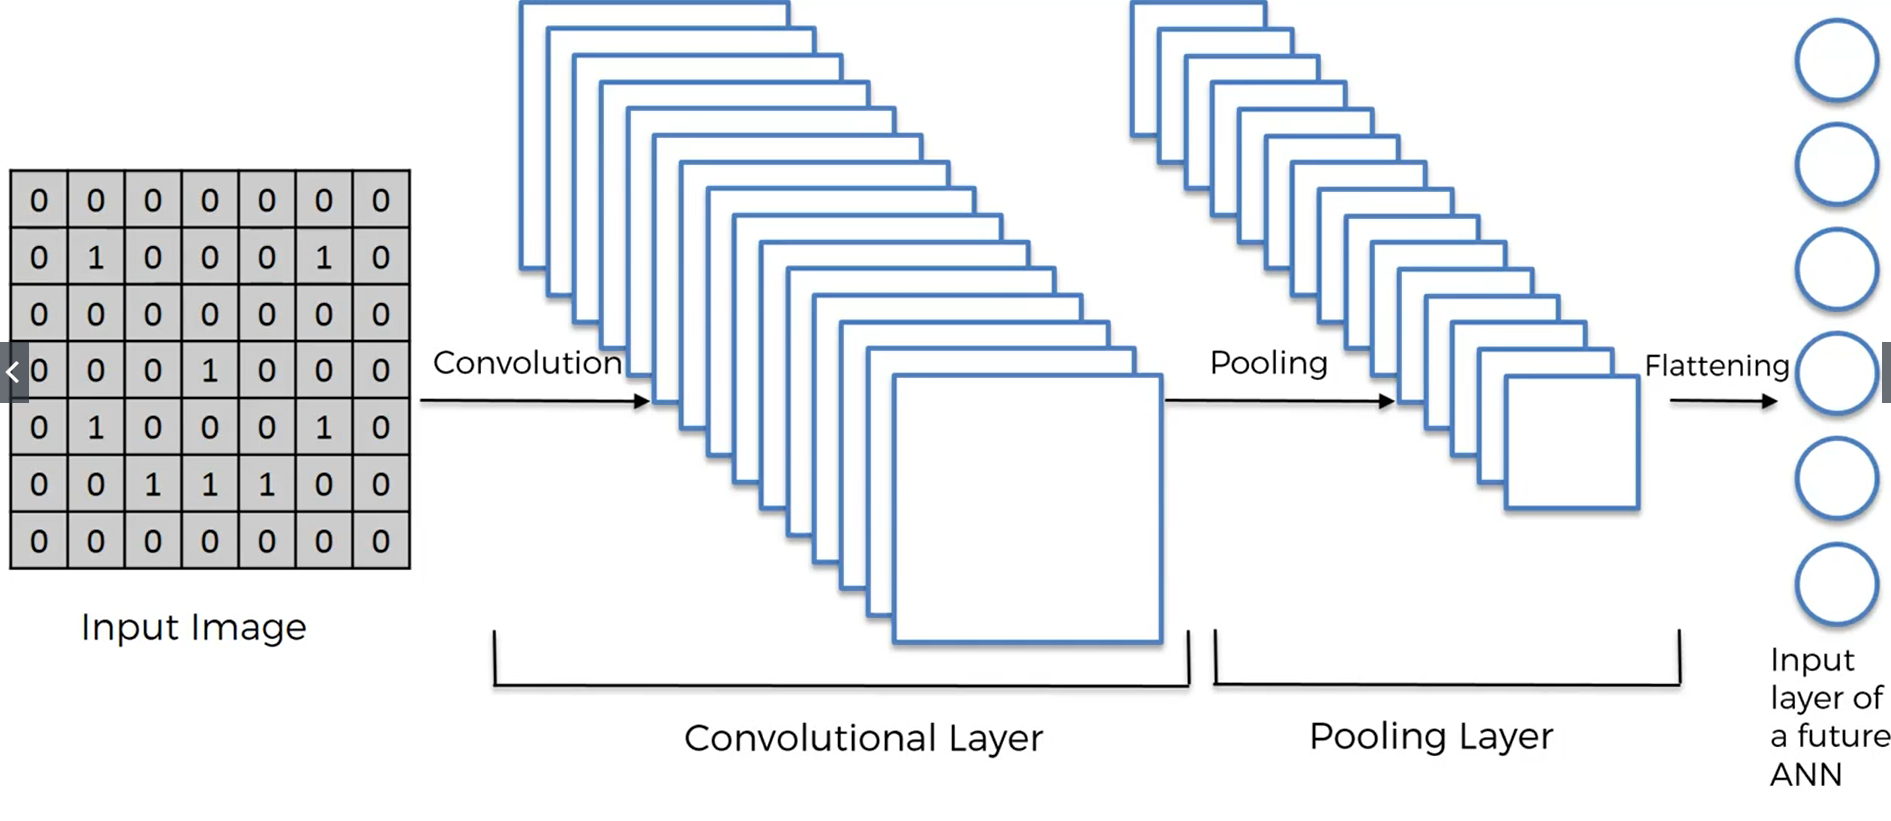 0 0 0 0 0 0 0
0 1 0 0 0 1 0
0 0 0 0 0 0 0
0 0 0 1 0 0 0
0 1 0 0 0 1 0
0 0 1 1 1 0 0
0 0 0 0 0 0 0
Input Image
Convolution
Convolutional Layer
Pooling
Pooling Layer
Flattening
Input
layer of
a future
ANN